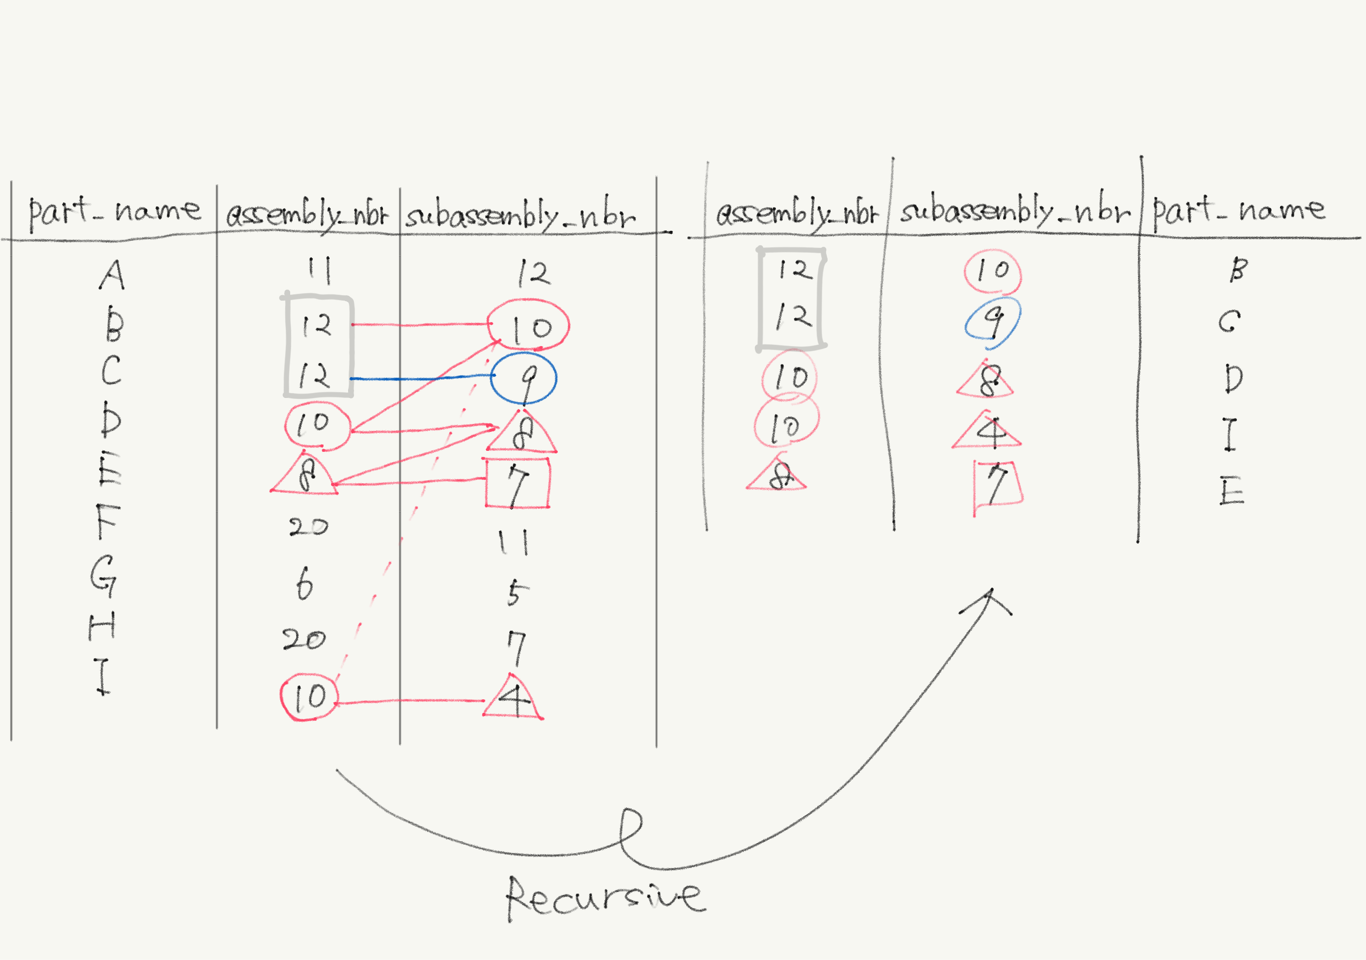 part_name assembly_nbr subassembly_nbr
A 11 12
B 12 10
C 12 9
D 10 8
E 8 7
F 20 11
G 6 5
H 20 7
I 10 4
assembly_nbr subassembly_nbr part_name
12 10 B
12 9 C
10 8 D
10 4 I
8 7 E
Recursive